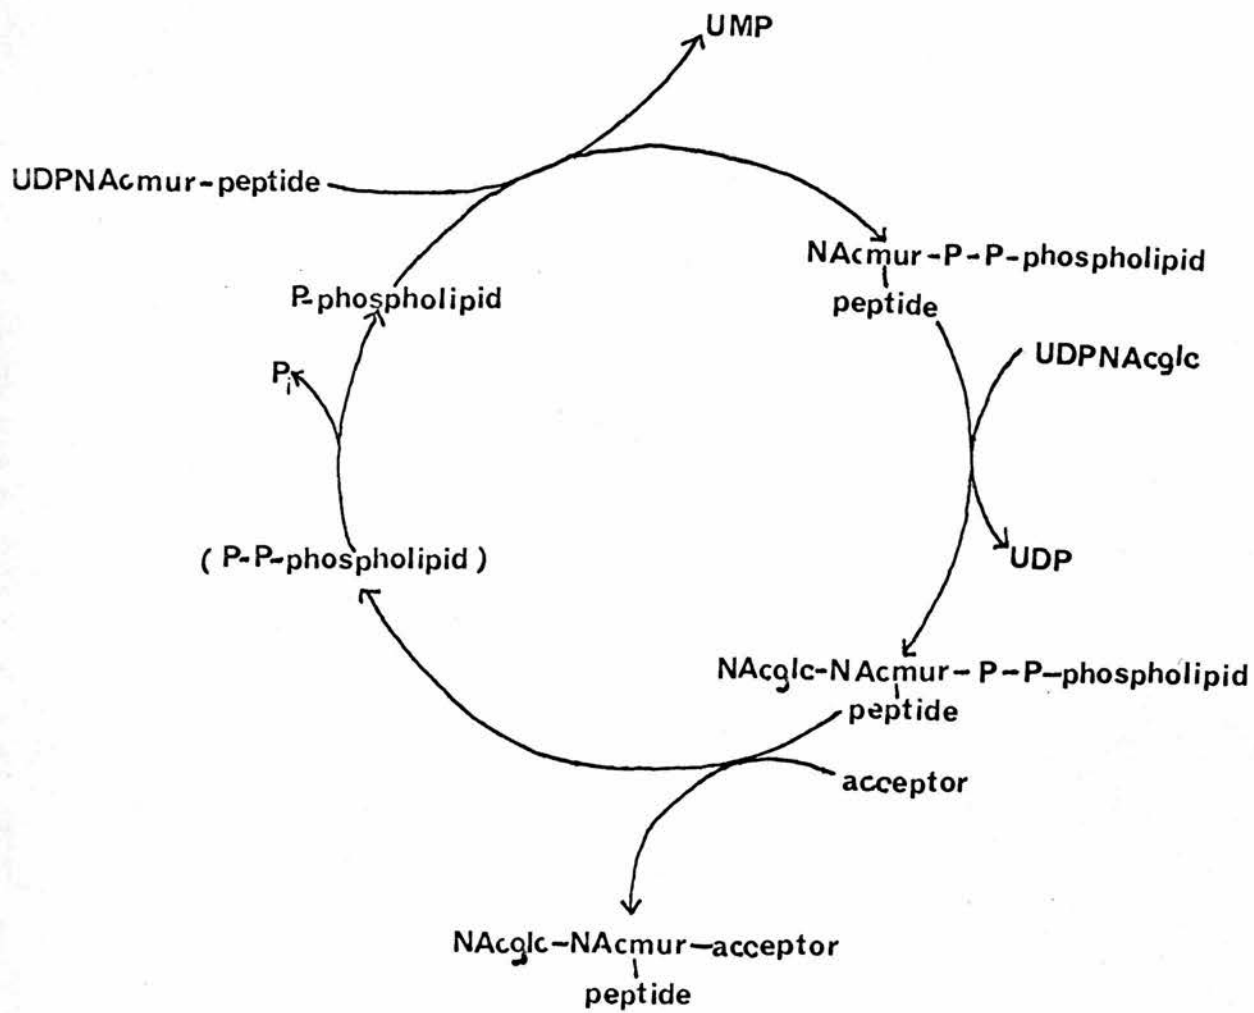 UMP
UDPNAcmur-peptide
NAcmur-P-P-phospholipid
peptide
P-phospholipid
UDPNAcglc
Pi
(P-P-phospholipid)
UDP
NAcglc-NAcmur-P-P-phospholipid
peptide
acceptor
NAcglc-NAcmur-acceptor
peptide